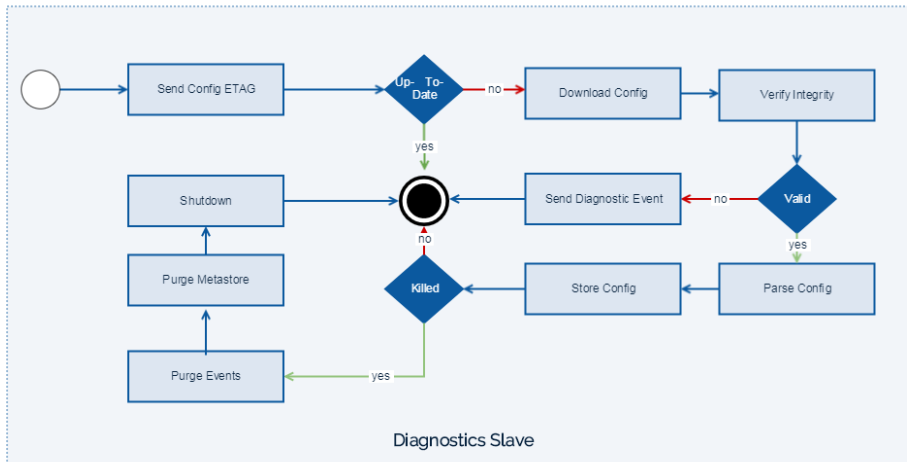 Send Config ETAG
Up- To-
Date
no
Download Config
Verify Integrity
yes
Shutdown
Send Diagnostic Event
no
Valid
no
yes
Purge Metastore
Killed
Store Config
Parse Config
Purge Events
yes
Diagnostics Slave